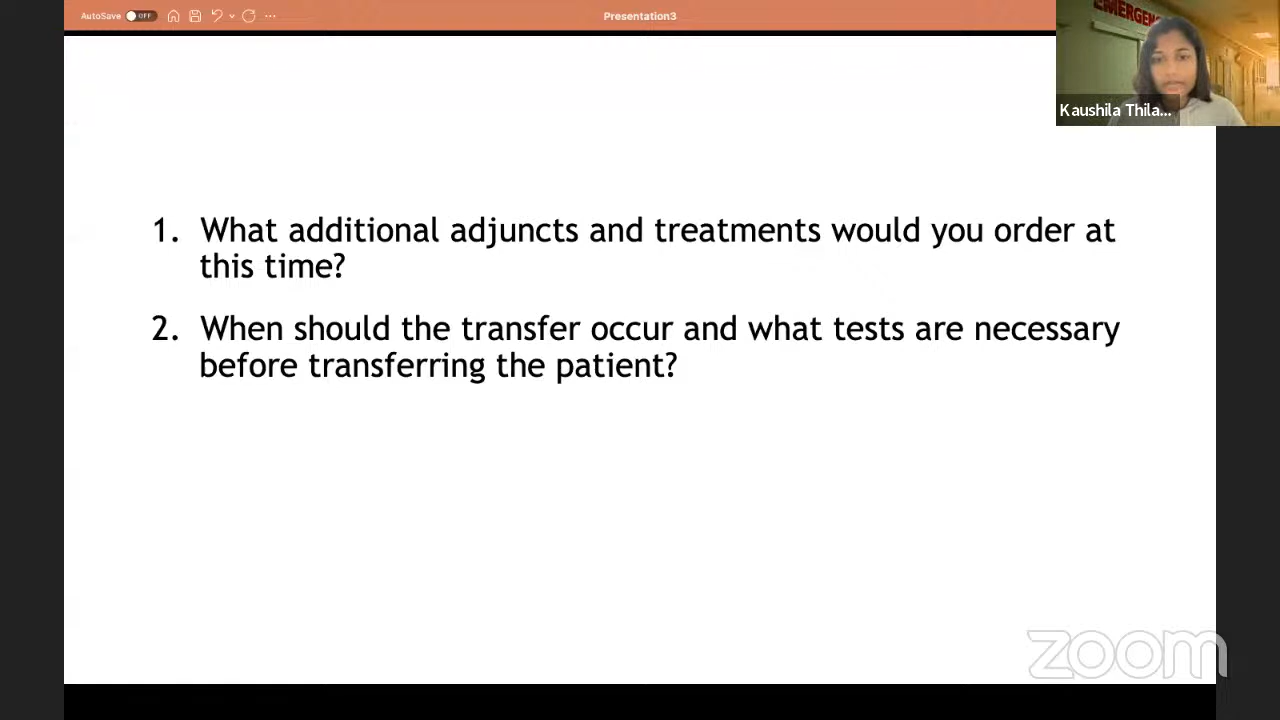 AutoSave OFF
Presentation3
EMERGENC
Kaushila Thila...
1. What additional adjuncts and treatments would you order at
this time?
2. When should the transfer occur and what tests are necessary
before transferring the patient?
zoom